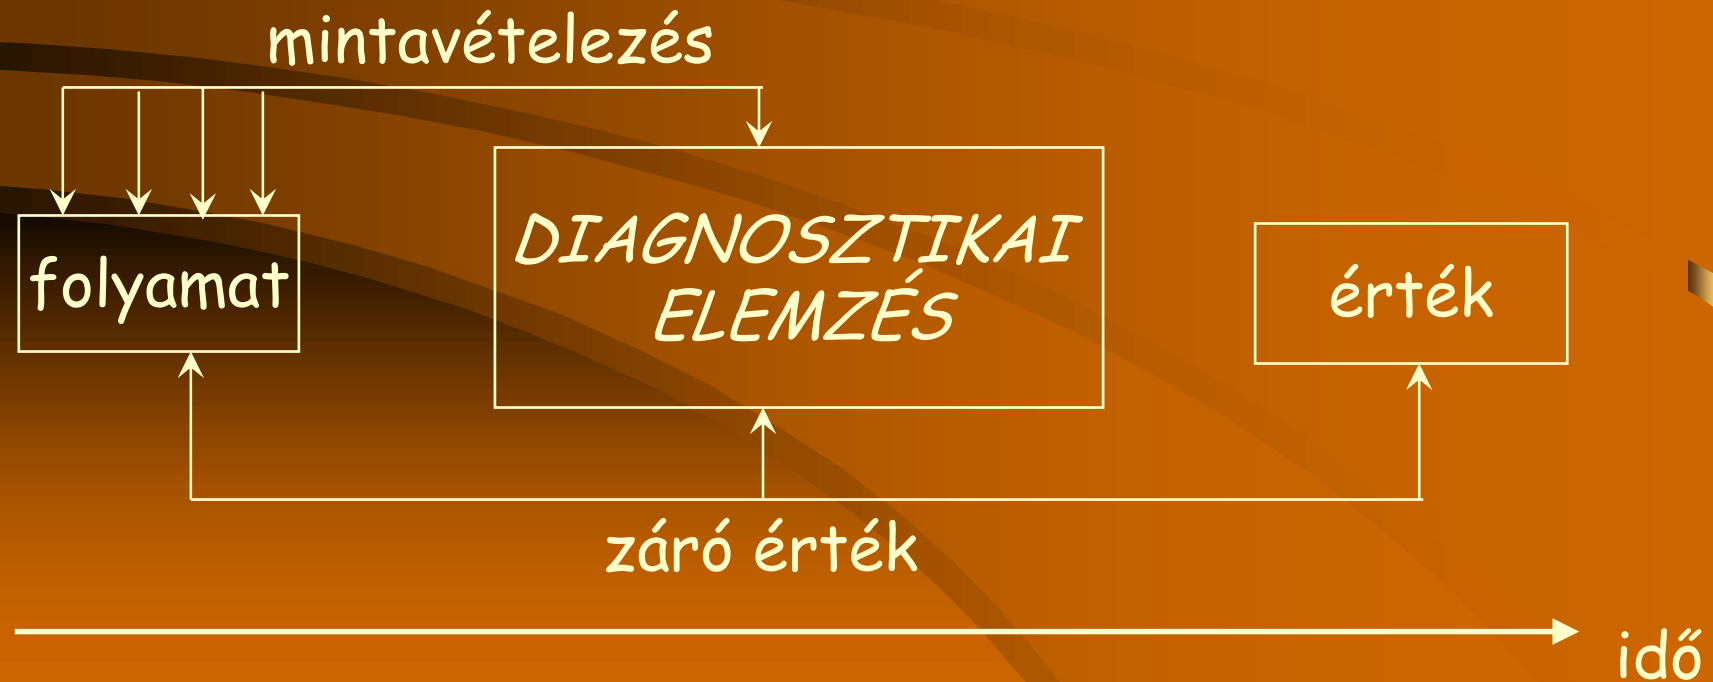 mintavételezés
folyamat
DIAGNOSZTIKAI
ELEMZÉS
érték
záró érték
idő